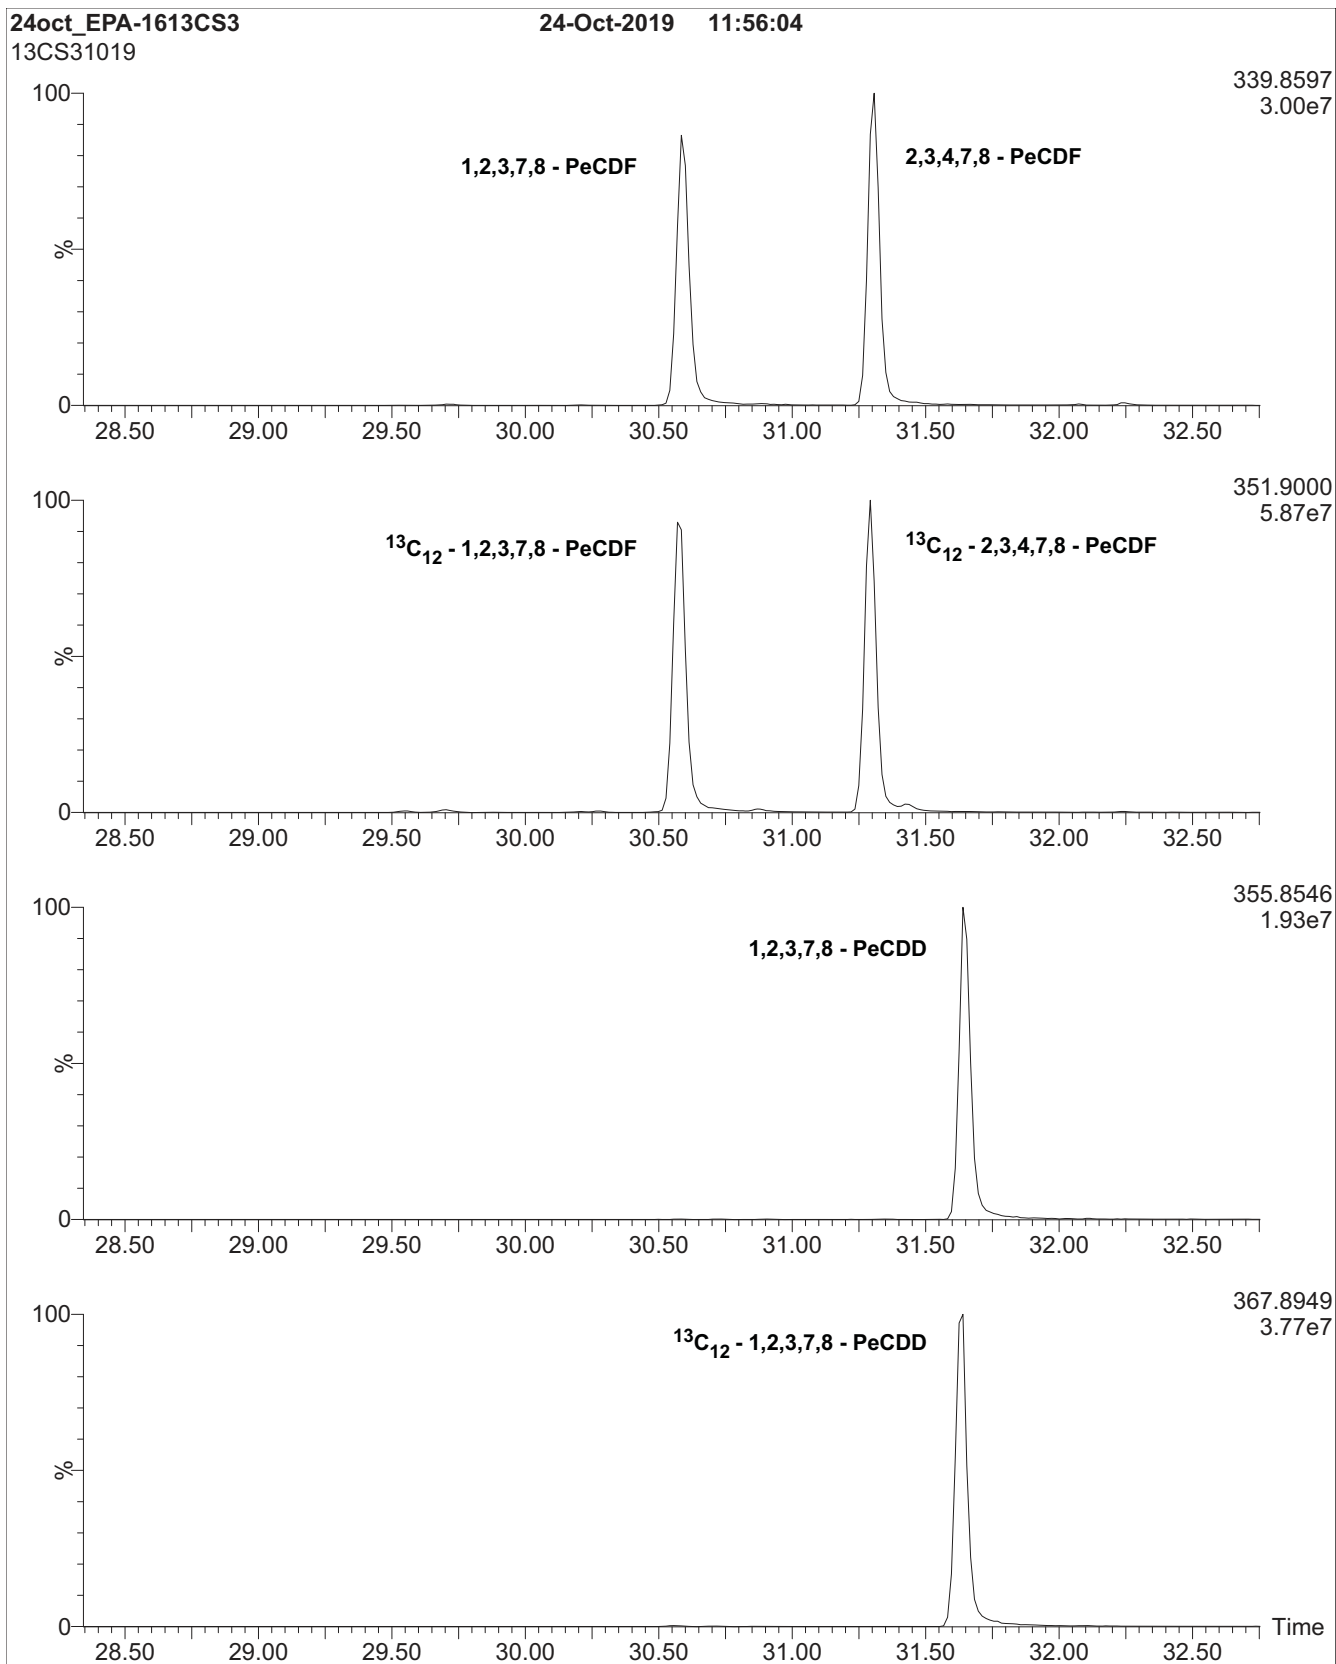 24oct_EPA-1613CS3 24-Oct-2019 11:56:04
13CS31019
339.8597
3.00e7
100
1,2,3,7,8 - PeCDF
2,3,4,7,8 - PeCDF
%
0
28.50 29.00 29.50 30.00 30.50 31.00 31.50 32.00 32.50
351.9000
5.87e7
100
13C12 - 1,2,3,7,8 - PeCDF
13C12 - 2,3,4,7,8 - PeCDF
%
0
28.50 29.00 29.50 30.00 30.50 31.00 31.50 32.00 32.50
355.8546
1.93e7
100
1,2,3,7,8 - PeCDD
%
0
28.50 29.00 29.50 30.00 30.50 31.00 31.50 32.00 32.50
367.8949
3.77e7
100
13C12 - 1,2,3,7,8 - PeCDD
%
0
Time
28.50 29.00 29.50 30.00 30.50 31.00 31.50 32.00 32.50